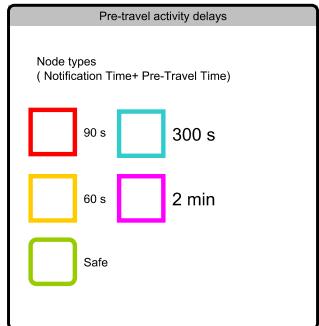 Pre-travel activity delays
Node types
( Notification Time+ Pre-Travel Time)
90 s
300 s
60 s
2 min
Safe